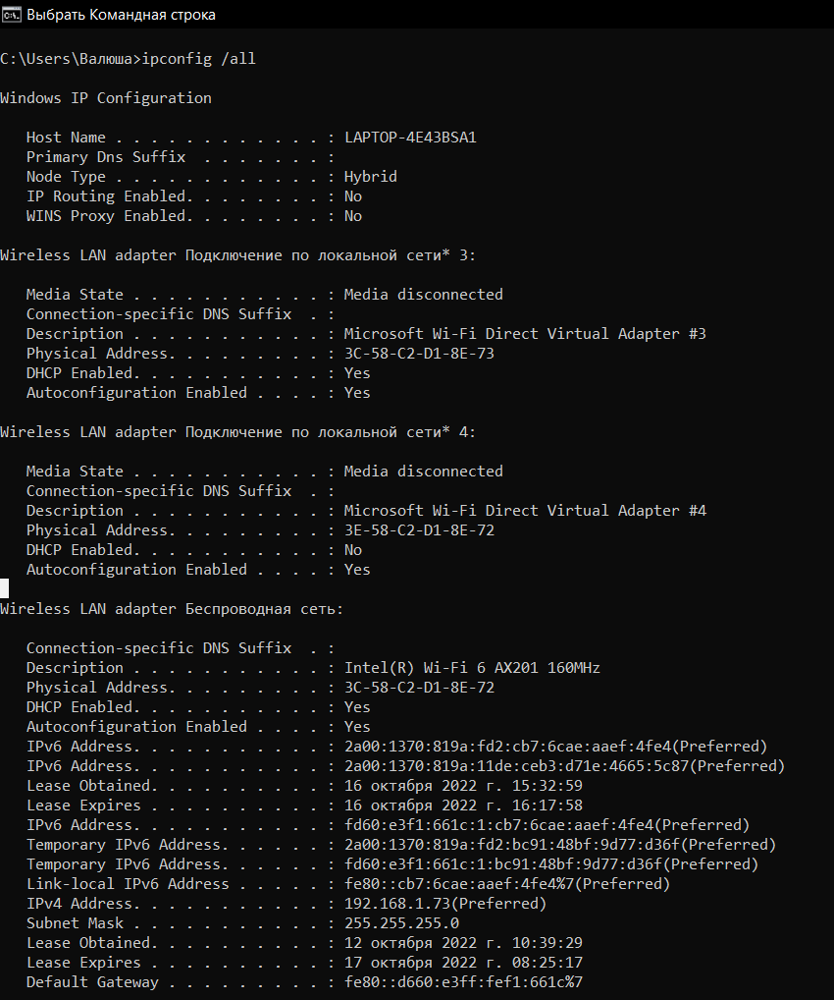 Выбрать Командная строка
C:\Users\Валюша>ipconfig /all
Windows IP Configuration
Host Name . . . . . . . . . . . . : LAPTOP-4E43BSA1
Primary Dns Suffix  . . . . . . . :
Node Type . . . . . . . . . . . . : Hybrid
IP Routing Enabled. . . . . . . . : No
WINS Proxy Enabled. . . . . . . . : No
Wireless LAN adapter Подключение по локальной сети* 3:
Media State . . . . . . . . . . . : Media disconnected
Connection-specific DNS Suffix  . :
Description . . . . . . . . . . . : Microsoft Wi-Fi Direct Virtual Adapter #3
Physical Address. . . . . . . . . : 3C-58-C2-D1-8E-73
DHCP Enabled. . . . . . . . . . . : Yes
Autoconfiguration Enabled . . . . : Yes
Wireless LAN adapter Подключение по локальной сети* 4:
Media State . . . . . . . . . . . : Media disconnected
Connection-specific DNS Suffix  . :
Description . . . . . . . . . . . : Microsoft Wi-Fi Direct Virtual Adapter #4
Physical Address. . . . . . . . . : 3E-58-C2-D1-8E-72
DHCP Enabled. . . . . . . . . . . : No
Autoconfiguration Enabled . . . . : Yes
Wireless LAN adapter Беспроводная сеть:
Connection-specific DNS Suffix  . :
Description . . . . . . . . . . . : Intel(R) Wi-Fi 6 AX201 160MHz
Physical Address. . . . . . . . . : 3C-58-C2-D1-8E-72
DHCP Enabled. . . . . . . . . . . : Yes
Autoconfiguration Enabled . . . . : Yes
IPv6 Address. . . . . . . . . . . : 2a00:1370:819a:fd2:cb7:6cae:aaef:4fe4(Preferred)
IPv6 Address. . . . . . . . . . . : 2a00:1370:819a:11de:ceb3:d71e:4665:5c87(Preferred)
Lease Obtained. . . . . . . . . . : 16 октября 2022 г. 15:32:59
Lease Expires . . . . . . . . . . : 16 октября 2022 г. 16:17:58
IPv6 Address. . . . . . . . . . . : fd60:e3f1:661c:1:cb7:6cae:aaef:4fe4(Preferred)
Temporary IPv6 Address. . . . . . : 2a00:1370:819a:fd2:bc91:48bf:9d77:d36f(Preferred)
Temporary IPv6 Address. . . . . . : fd60:e3f1:661c:1:bc91:48bf:9d77:d36f(Preferred)
Link-local IPv6 Address . . . . . : fe80::cb7:6cae:aaef:4fe4%7(Preferred)
IPv4 Address. . . . . . . . . . . : 192.168.1.73(Preferred)
Subnet Mask . . . . . . . . . . . : 255.255.255.0
Lease Obtained. . . . . . . . . . : 12 октября 2022 г. 10:39:29
Lease Expires . . . . . . . . . . : 17 октября 2022 г. 08:25:17
Default Gateway . . . . . . . . . : fe80::d660:e3ff:fef1:661c%7